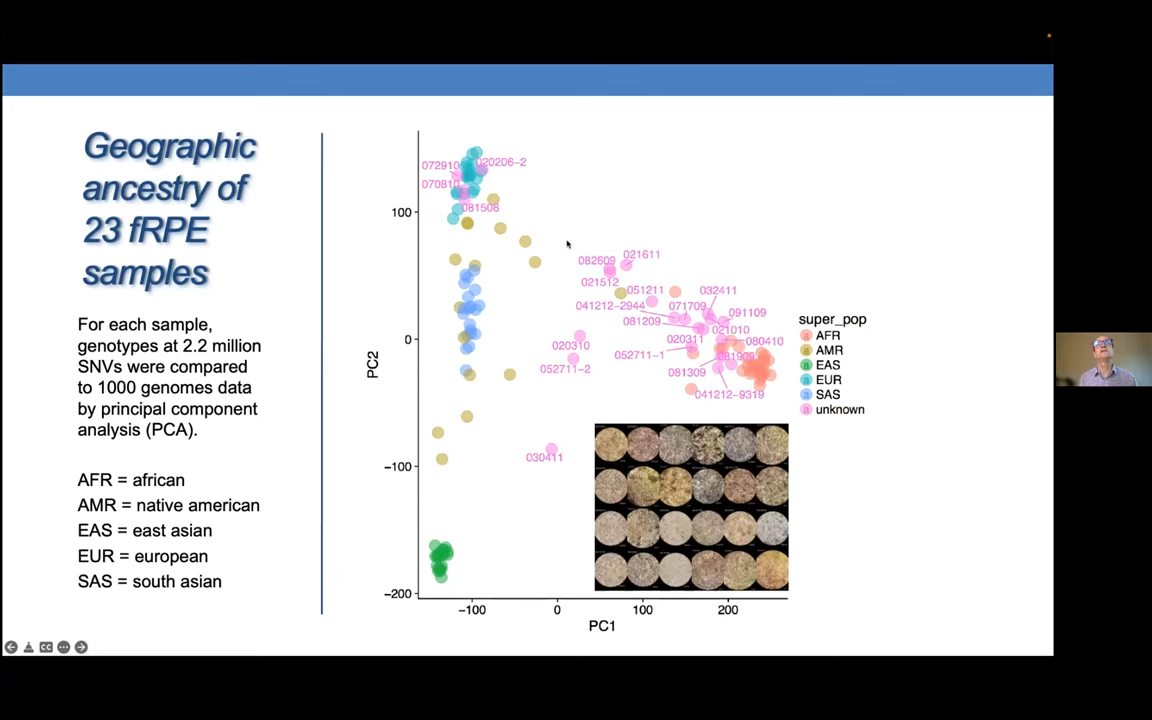 Geographic
ancestry of
23 fRPE
samples
For each sample,
genotypes at 2.2 million
SNVs were compared
to 1000 genomes data
by principal component
analysis (PCA).
AFR = african
AMR = native american
EAS = east asian
EUR = european
SAS = south asian
PC2
100
0
−100
−200
−100
0
100
200
PC1
072910
020206−2
070810
081508
082609
021611
021512
051211
032411
041212−2944
071709
091109
081209
021010
020311
080410
020310
052711−1
052711−2
081309
041212−9319
030411
super_pop
a AFR
a AMR
a EAS
a EUR
a SAS
a unknown
CC